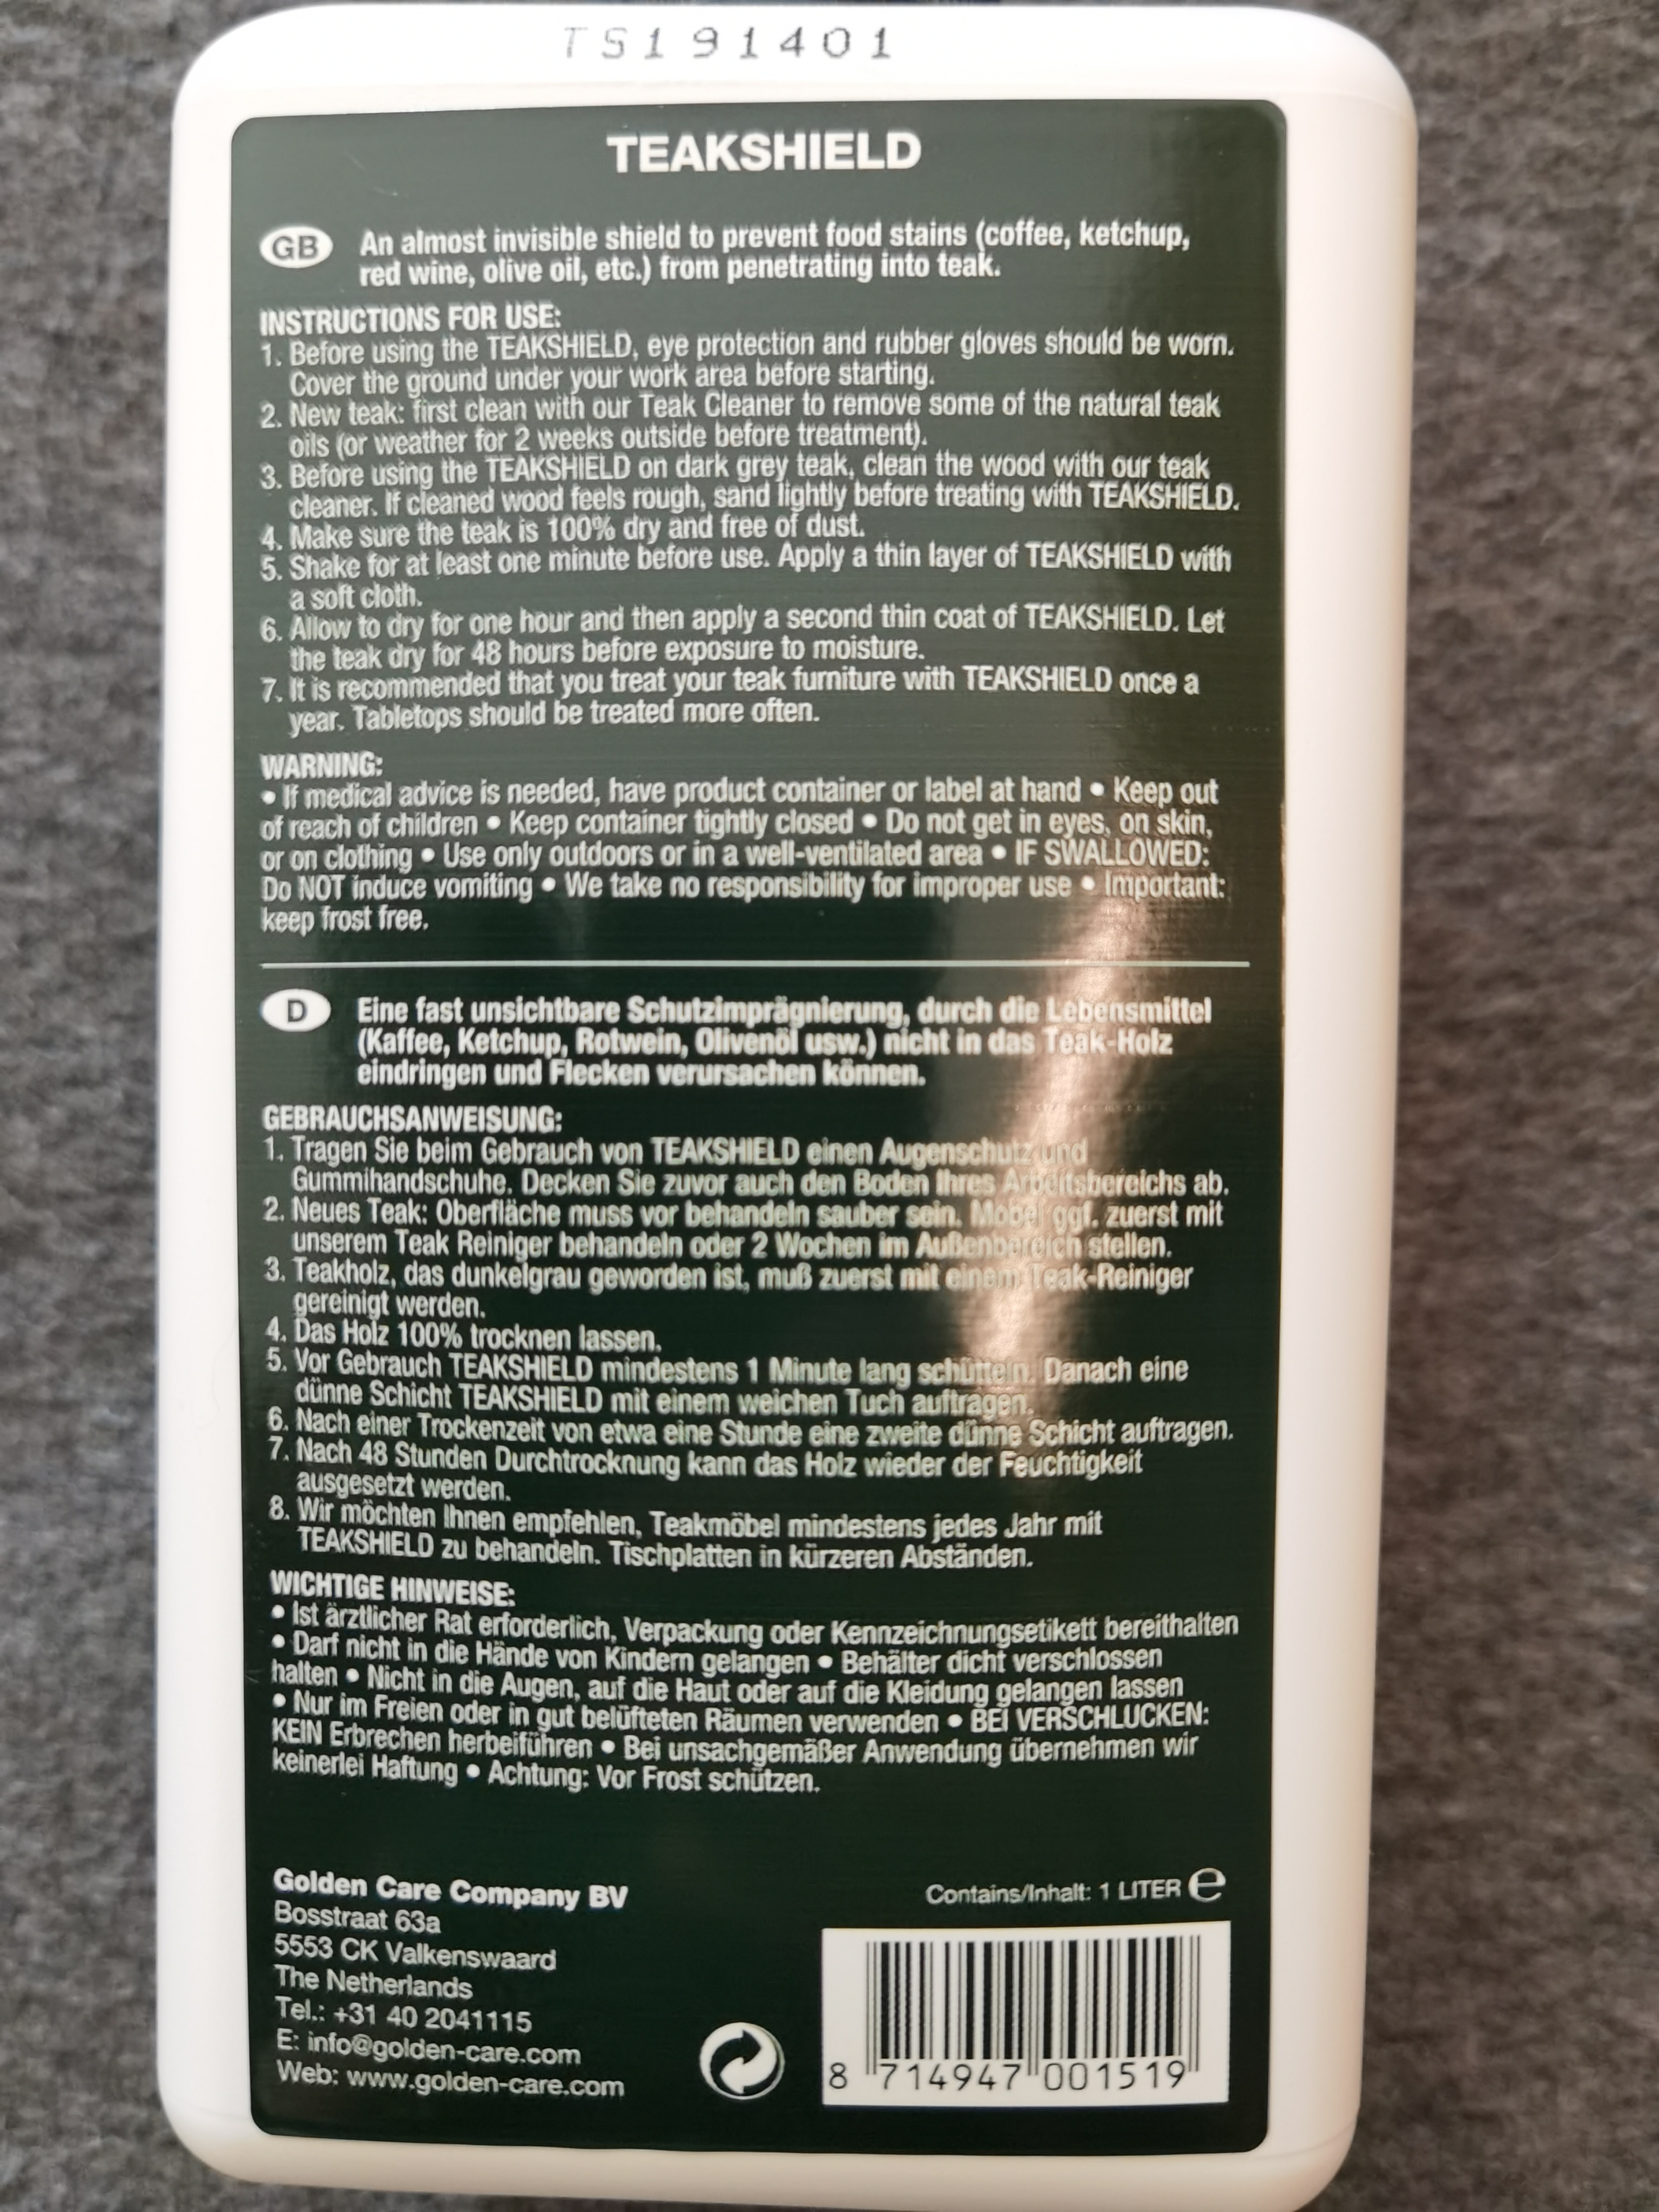 TS191401
TEAKSHIELD
GB An almost invisible shield to prevent food stains (coffee, ketchup,
red wine, olive oil, etc.) from penetrating into teak.
INSTRUCTIONS FOR USE:
1. Before using the TEAKSHIELD, eye protection and rubber gloves should be worn.
Cover the ground under your work area before starting.
2. New teak: first clean with our Teak Cleaner to remove some of the natural teak
oils (or weather for 2 weeks outside before treatment).
3. Before using the TEAKSHIELD on dark grey teak, clean the wood with our teak
cleaner. If cleaned wood feels rough, sand lightly before treating with TEAKSHIELD.
4. Make sure the teak is 100% dry and free of dust.
5. Shake for at least one minute before use. Apply a thin layer of TEAKSHIELD with
a soft cloth.
6. Allow to dry for one hour and then apply a second thin coat of TEAKSHIELD. Let
the teak dry for 48 hours before exposure to moisture.
7. It is recommended that you treat your teak furniture with TEAKSHIELD once a
year. Tabletops should be treated more often.
WARNING:
• If medical advice is needed, have product container or label at hand • Keep out
of reach of children • Keep container tightly closed • Do not get in eyes, on skin,
or on clothing • Use only outdoors or in a well-ventilated area • IF SWALLOWED:
Do NOT induce vomiting • We take no responsibility for improper use • Important:
keep frost free.
D Eine fast unsichtbare Schutzimprägnierung, durch die Lebensmittel
(Kaffee, Ketchup, Rotwein, Olivenöl usw.) nicht in das Teak-Holz
eindringen und Flecken verursachen können.
GEBRAUCHSANWEISUNG:
1. Tragen Sie beim Gebrauch von TEAKSHIELD einen Augenschutz und
Gummihandschuhe. Decken Sie zuvor auch den Boden Ihres Arbeitsbereichs ab.
2. Neues Teak: Oberfläche muss vor behandeln sauber sein. Möbel ggf. zuerst mit
unserem Teak Reiniger behandeln oder 2 Wochen im Außenbereich stellen.
3. Teakholz, das dunkelgrau geworden ist, muß zuerst mit einem Teak-Reiniger
gereinigt werden.
4. Das Holz 100% trocknen lassen.
5. Vor Gebrauch TEAKSHIELD mindestens 1 Minute lang schütteln. Danach eine
dünne Schicht TEAKSHIELD mit einem weichen Tuch auftragen.
6. Nach einer Trockenzeit von etwa eine Stunde eine zweite dünne Schicht auftragen.
7. Nach 48 Stunden Durchtrocknung kann das Holz wieder der Feuchtigkeit
ausgesetzt werden.
8. Wir möchten Ihnen empfehlen, Teakmöbel mindestens jedes Jahr mit
TEAKSHIELD zu behandeln. Tischplatten in kürzeren Abständen.
WICHTIGE HINWEISE:
• Ist ärztlicher Rat erforderlich, Verpackung oder Kennzeichnungsetikett bereithalten
• Darf nicht in die Hände von Kindern gelangen • Behälter dicht verschlossen
halten • Nicht in die Augen, auf die Haut oder auf die Kleidung gelangen lassen
• Nur im Freien oder in gut belüfteten Räumen verwenden • BEI VERSCHLUCKEN:
KEIN Erbrechen herbeiführen • Bei unsachgemäßer Anwendung übernehmen wir
keinerlei Haftung • Achtung: Vor Frost schützen.
Golden Care Company BV
Bosstraat 63a
5553 CK Valkenswaard
The Netherlands
Tel.: +31 40 2041115
E: info@golden-care.com
Web: www.golden-care.com
Contains/Inhalt: 1 LITER ℮
8 714947 001519